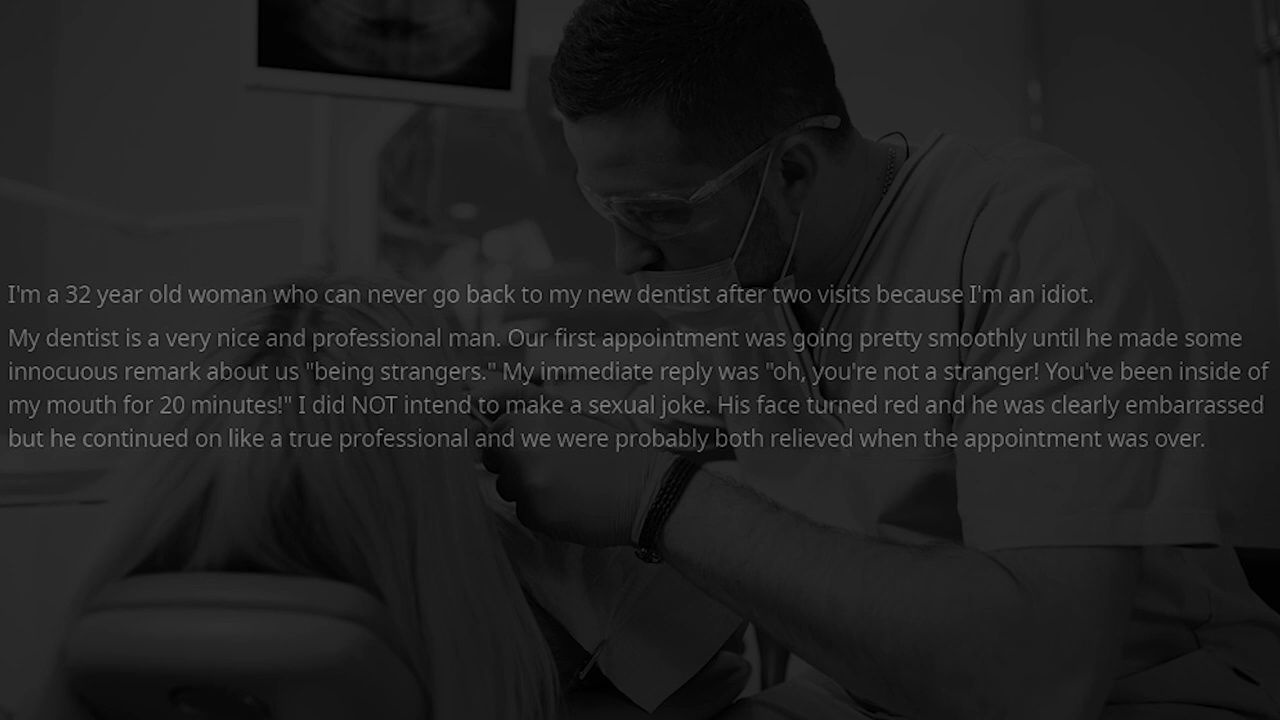 I'm a 32 year old woman who can never go back to my new dentist after two visits because I'm an idiot.
My dentist is a very nice and professional man. Our first appointment was going pretty smoothly until he made some
innocuous remark about us "being strangers." My immediate reply was "oh, you're not a stranger! You've been inside of
my mouth for 20 minutes!" I did NOT intend to make a sexual joke. His face turned red and he was clearly embarrassed
but he continued on like a true professional and we were probably both relieved when the appointment was over.